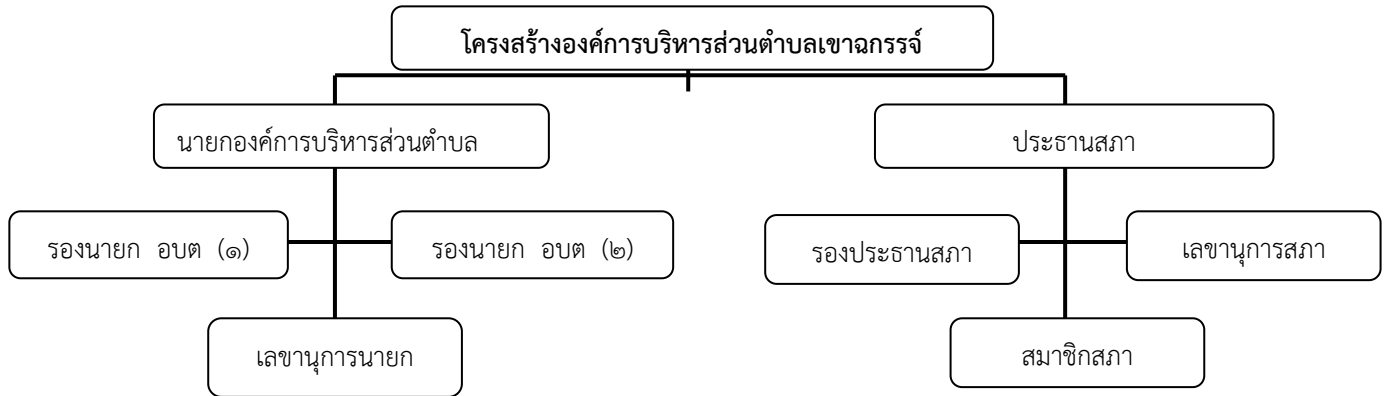 โครงสร้างองค์การบริหารส่วนตำบลเขาฉกรรจ์
นายกองค์การบริหารส่วนตำบล
ประธานสภา
รองนายก อบต (๑)
รองนายก อบต (๒)
รองประธานสภา
เลขานุการสภา
เลขานุการนายก
สมาชิกสภา